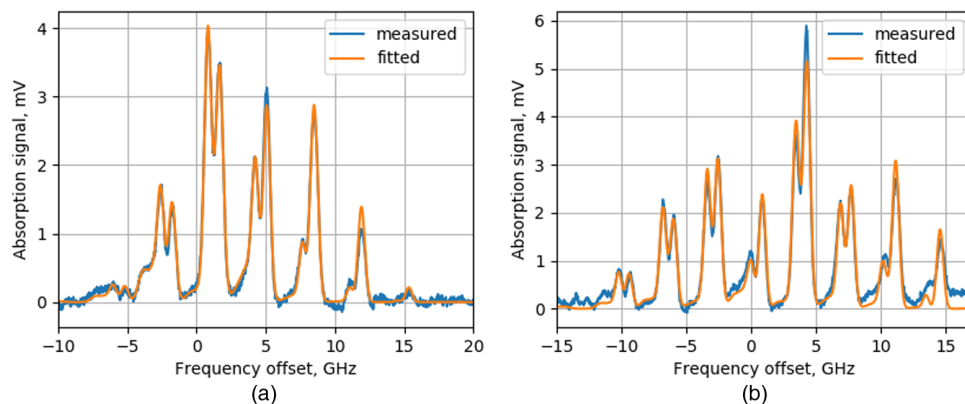 measured
fitted
Absorption signal, mV
4
3
2
1
0
−10 −5 0 5 10 15 20
Frequency offset, GHz
(a)
measured
fitted
Absorption signal, mV
6
5
4
3
2
1
0
−15 −10 −5 0 5 10 15
Frequency offset, GHz
(b)